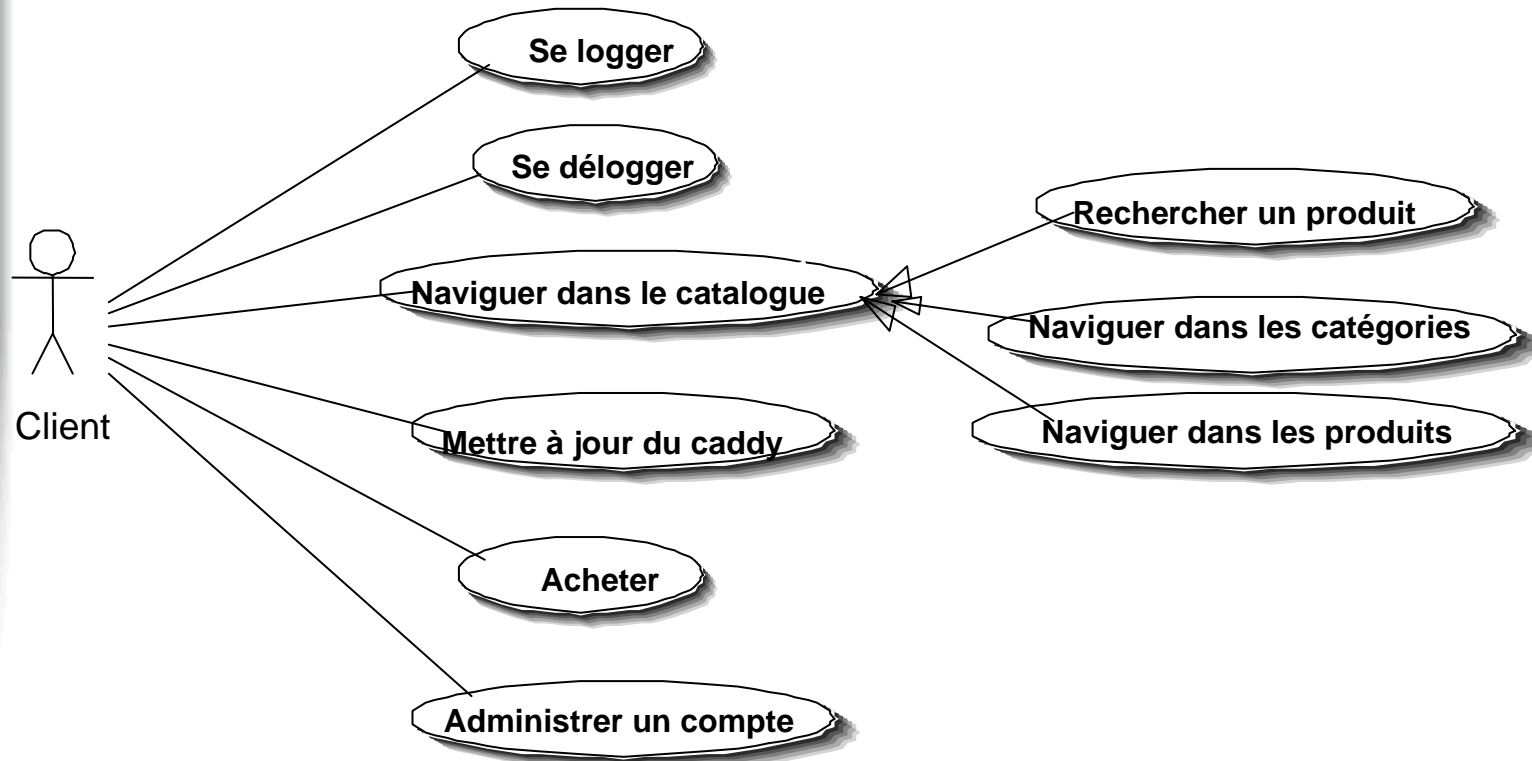 Se logger
Se délogger
Rechercher un produit
Naviguer dans le catalogue
Naviguer dans les catégories
Client
Mettre à jour du caddy
Naviguer dans les produits
Acheter
Administrer un compte